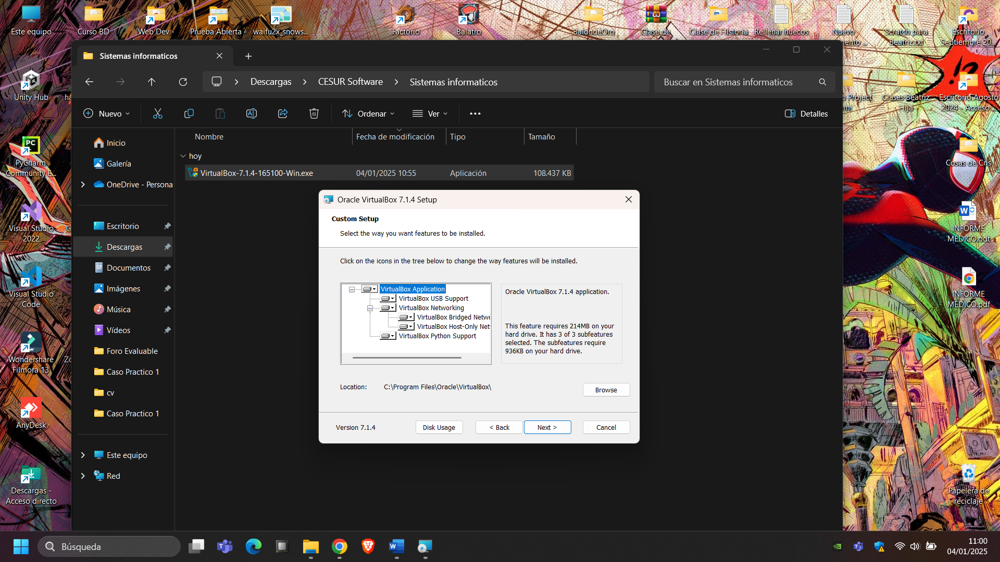 Este equipo
Curso BD
Web Dev -
Prueba Abierta -
waifu2x_snows...
Factorio
Balatro
BalondeOro
Clase de
Clase de Historia
Rellenar huecos
Nuevo
Scratch para
Beatriz.txt
Escritorio
Septiembre 20...
Sistemas informaticos
Unity Hub
Descargas
CESUR Software
Sistemas informaticos
Buscar en Sistemas informaticos
Project
Clases Beatriz
Hija
Escritorio Agosto
2024 - Acceso
Nuevo
Ordenar
Ver
Detalles
Nombre
Fecha de modificación
Tipo
Tamaño
hoy
VirtualBox-7.1.4-165100-Win.exe
04/01/2025 10:55
Aplicación
108.437 KB
Inicio
Galería
OneDrive - Persona
Escritorio
Descargas
Documentos
Imágenes
Música
Vídeos
Foro Evaluable
Caso Practico 1
cv
Caso Practico 1
Este equipo
Red
PC
PyCharm
Community E...
Visual Studio
2022
Visual Studio
Code
Wondershare
Filmora 13
AnyDesk
Descargas -
Acceso directo
Oracle VirtualBox 7.1.4 Setup
Custom Setup
Select the way you want features to be installed.
Click on the icons in the tree below to change the way features will be installed.
VirtualBox Application
VirtualBox USB Support
VirtualBox Networking
VirtualBox Bridged Netwo
VirtualBox Host-Only Net
VirtualBox Python Support
Oracle VirtualBox 7.1.4 application.
This feature requires 214MB on your
hard drive. It has 3 of 3 subfeatures
selected. The subfeatures require
936KB on your hard drive.
Location:
C:\Program Files\Oracle\VirtualBox\
Browse
Version 7.1.4
Disk Usage
< Back
Next >
Cancel
!?
Cosas de Cris
INFORME
MÉDICO.odt
INFORME
MÉDICO.pdf
Papelera de
reciclaje
Búsqueda
11:00
04/01/2025